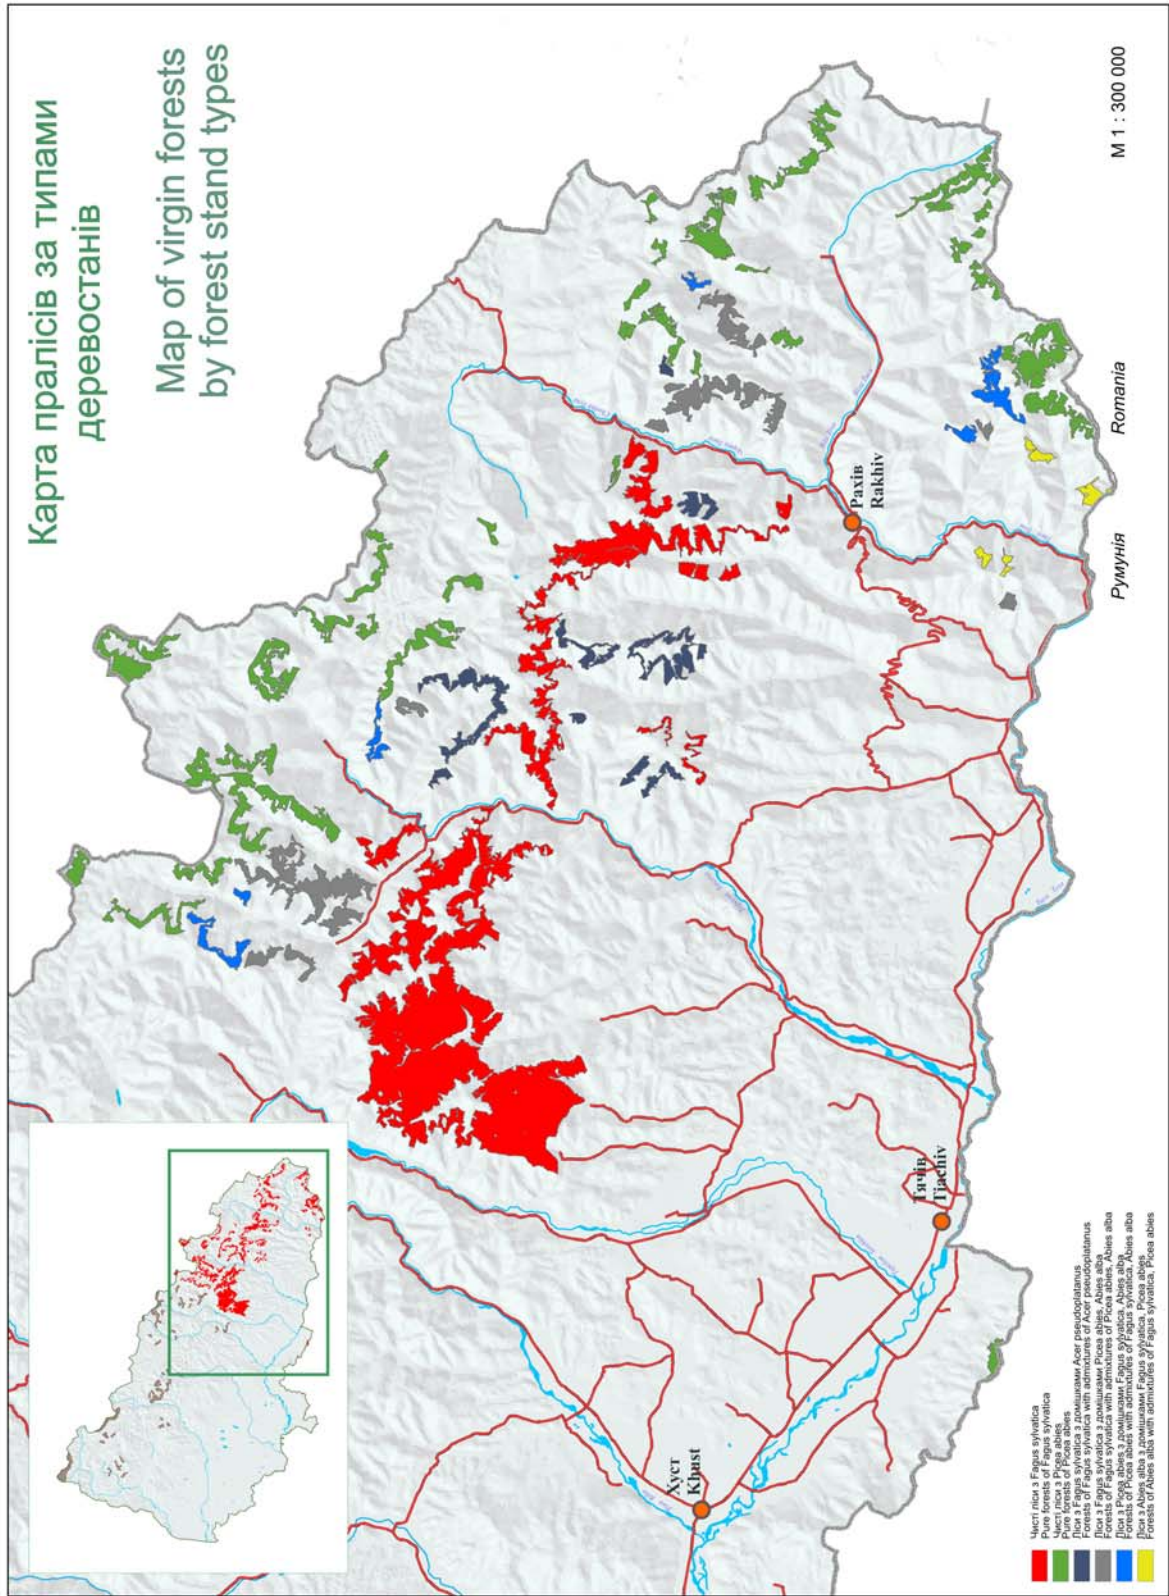 Карта пралісів за типами
деревостанів
Map of virgin forests
by forest stand types
М 1 : 300 000
Румунія
Romania
Рахів
Rakhiv
Тячів
Tiachiv
Хуст
Khust
Чисті ліси з Fagus sylvatica
Pure forests of Fagus sylvatica
Чисті ліси з Picea abies
Pure forests of Picea abies
Ліси з Fagus sylvatica з домішками Acer pseudoplatanus
Forests of Fagus sylvatica with admixtures of Acer pseudoplatanus
Ліси з Fagus sylvatica з домішками Picea abies, Abies alba
Forests of Fagus sylvatica with admixtures of Picea abies, Abies alba
Ліси з Picea abies з домішками Fagus sylvatica, Abies alba
Forests of Picea abies with admixtures of Fagus sylvatica, Abies alba
Ліси з Abies alba з домішками Fagus sylvatica, Picea abies
Forests of Abies alba with admixtures of Fagus sylvatica, Picea abies